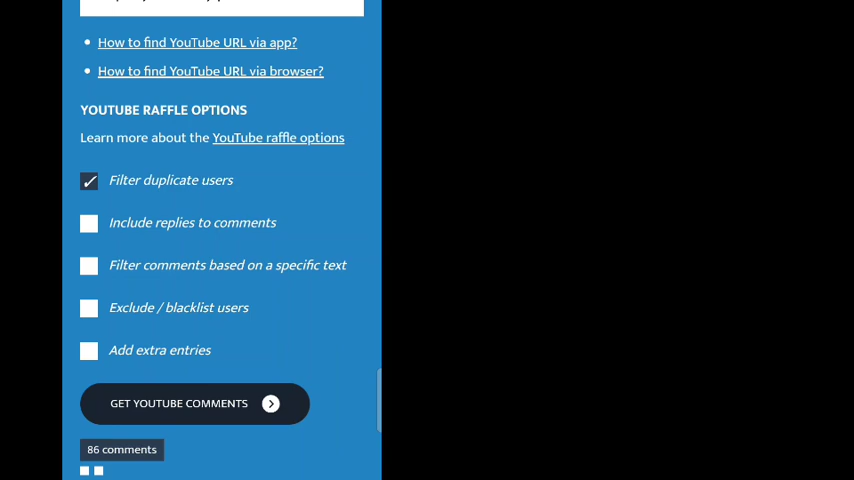 How to find YouTube URL via app?
How to find YouTube URL via browser?
YOUTUBE RAFFLE OPTIONS
Learn more about the YouTube raffle options
Filter duplicate users
Include replies to comments
Filter comments based on a specific text
Exclude / blacklist users
Add extra entries
GET YOUTUBE COMMENTS
86 comments